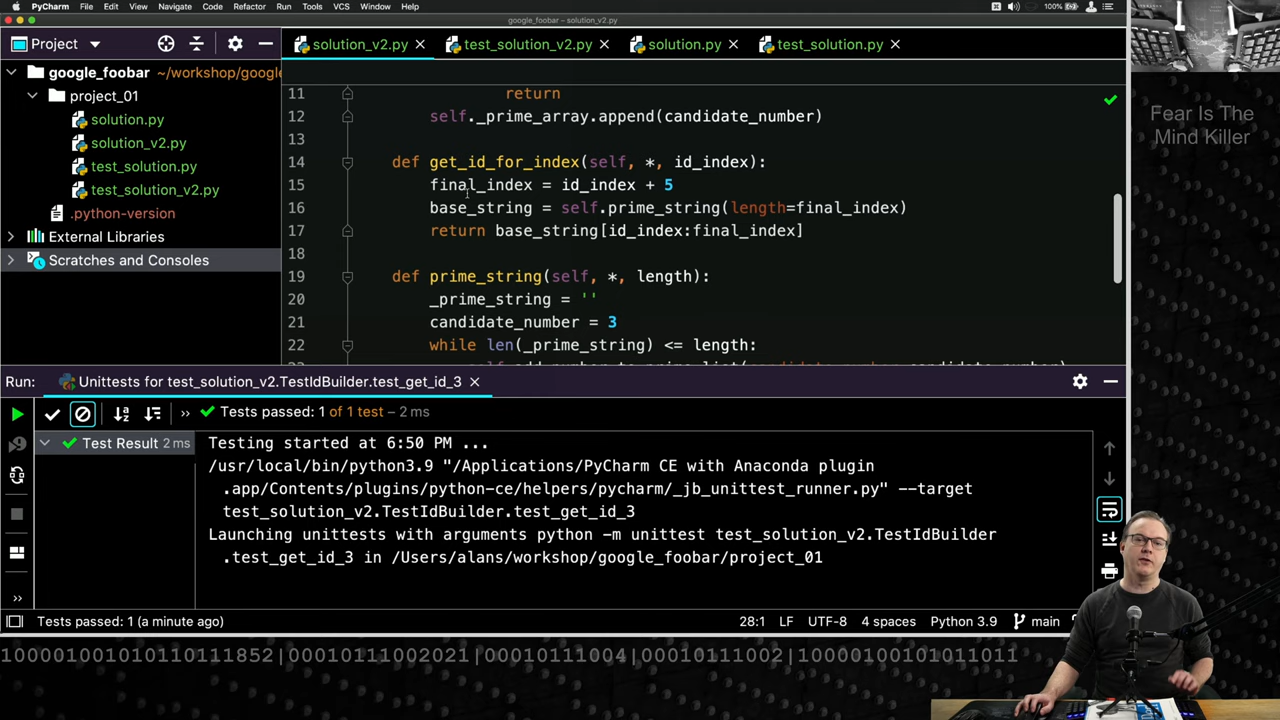 PyCharm File Edit View Navigate Code Refactor Run Tools VCS Window Help 100%
google_foobar – solution_v2.py
Project
solution_v2.py
test_solution_v2.py
solution.py
test_solution.py
google_foobar ~/workshop/google
project_01
solution.py
solution_v2.py
test_solution.py
test_solution_v2.py
.python-version
External Libraries
Scratches and Consoles
11 return
12 self._prime_array.append(candidate_number)
13
14 def get_id_for_index(self, *, id_index):
15 final_index = id_index + 5
16 base_string = self.prime_string(length=final_index)
17 return base_string[id_index:final_index]
18
19 def prime_string(self, *, length):
20 _prime_string = ''
21 candidate_number = 3
22 while len(_prime_string) <= length:
Fear Is The
Mind Killer
Run: Unittests for test_solution_v2.TestIdBuilder.test_get_id_3
Tests passed: 1 of 1 test – 2 ms
Test Result 2 ms
Testing started at 6:50 PM ...
/usr/local/bin/python3.9 "/Applications/PyCharm CE with Anaconda plugin
.app/Contents/plugins/python-ce/helpers/pycharm/_jb_unittest_runner.py" --target
test_solution_v2.TestIdBuilder.test_get_id_3
Launching unittests with arguments python -m unittest test_solution_v2.TestIdBuilder
.test_get_id_3 in /Users/alans/workshop/google_foobar/project_01
Tests passed: 1 (a minute ago) 28:1 LF UTF-8 4 spaces Python 3.9 main
10000100101011011‌1852|00010111002021|00010111004|00010111002|10000100101011011